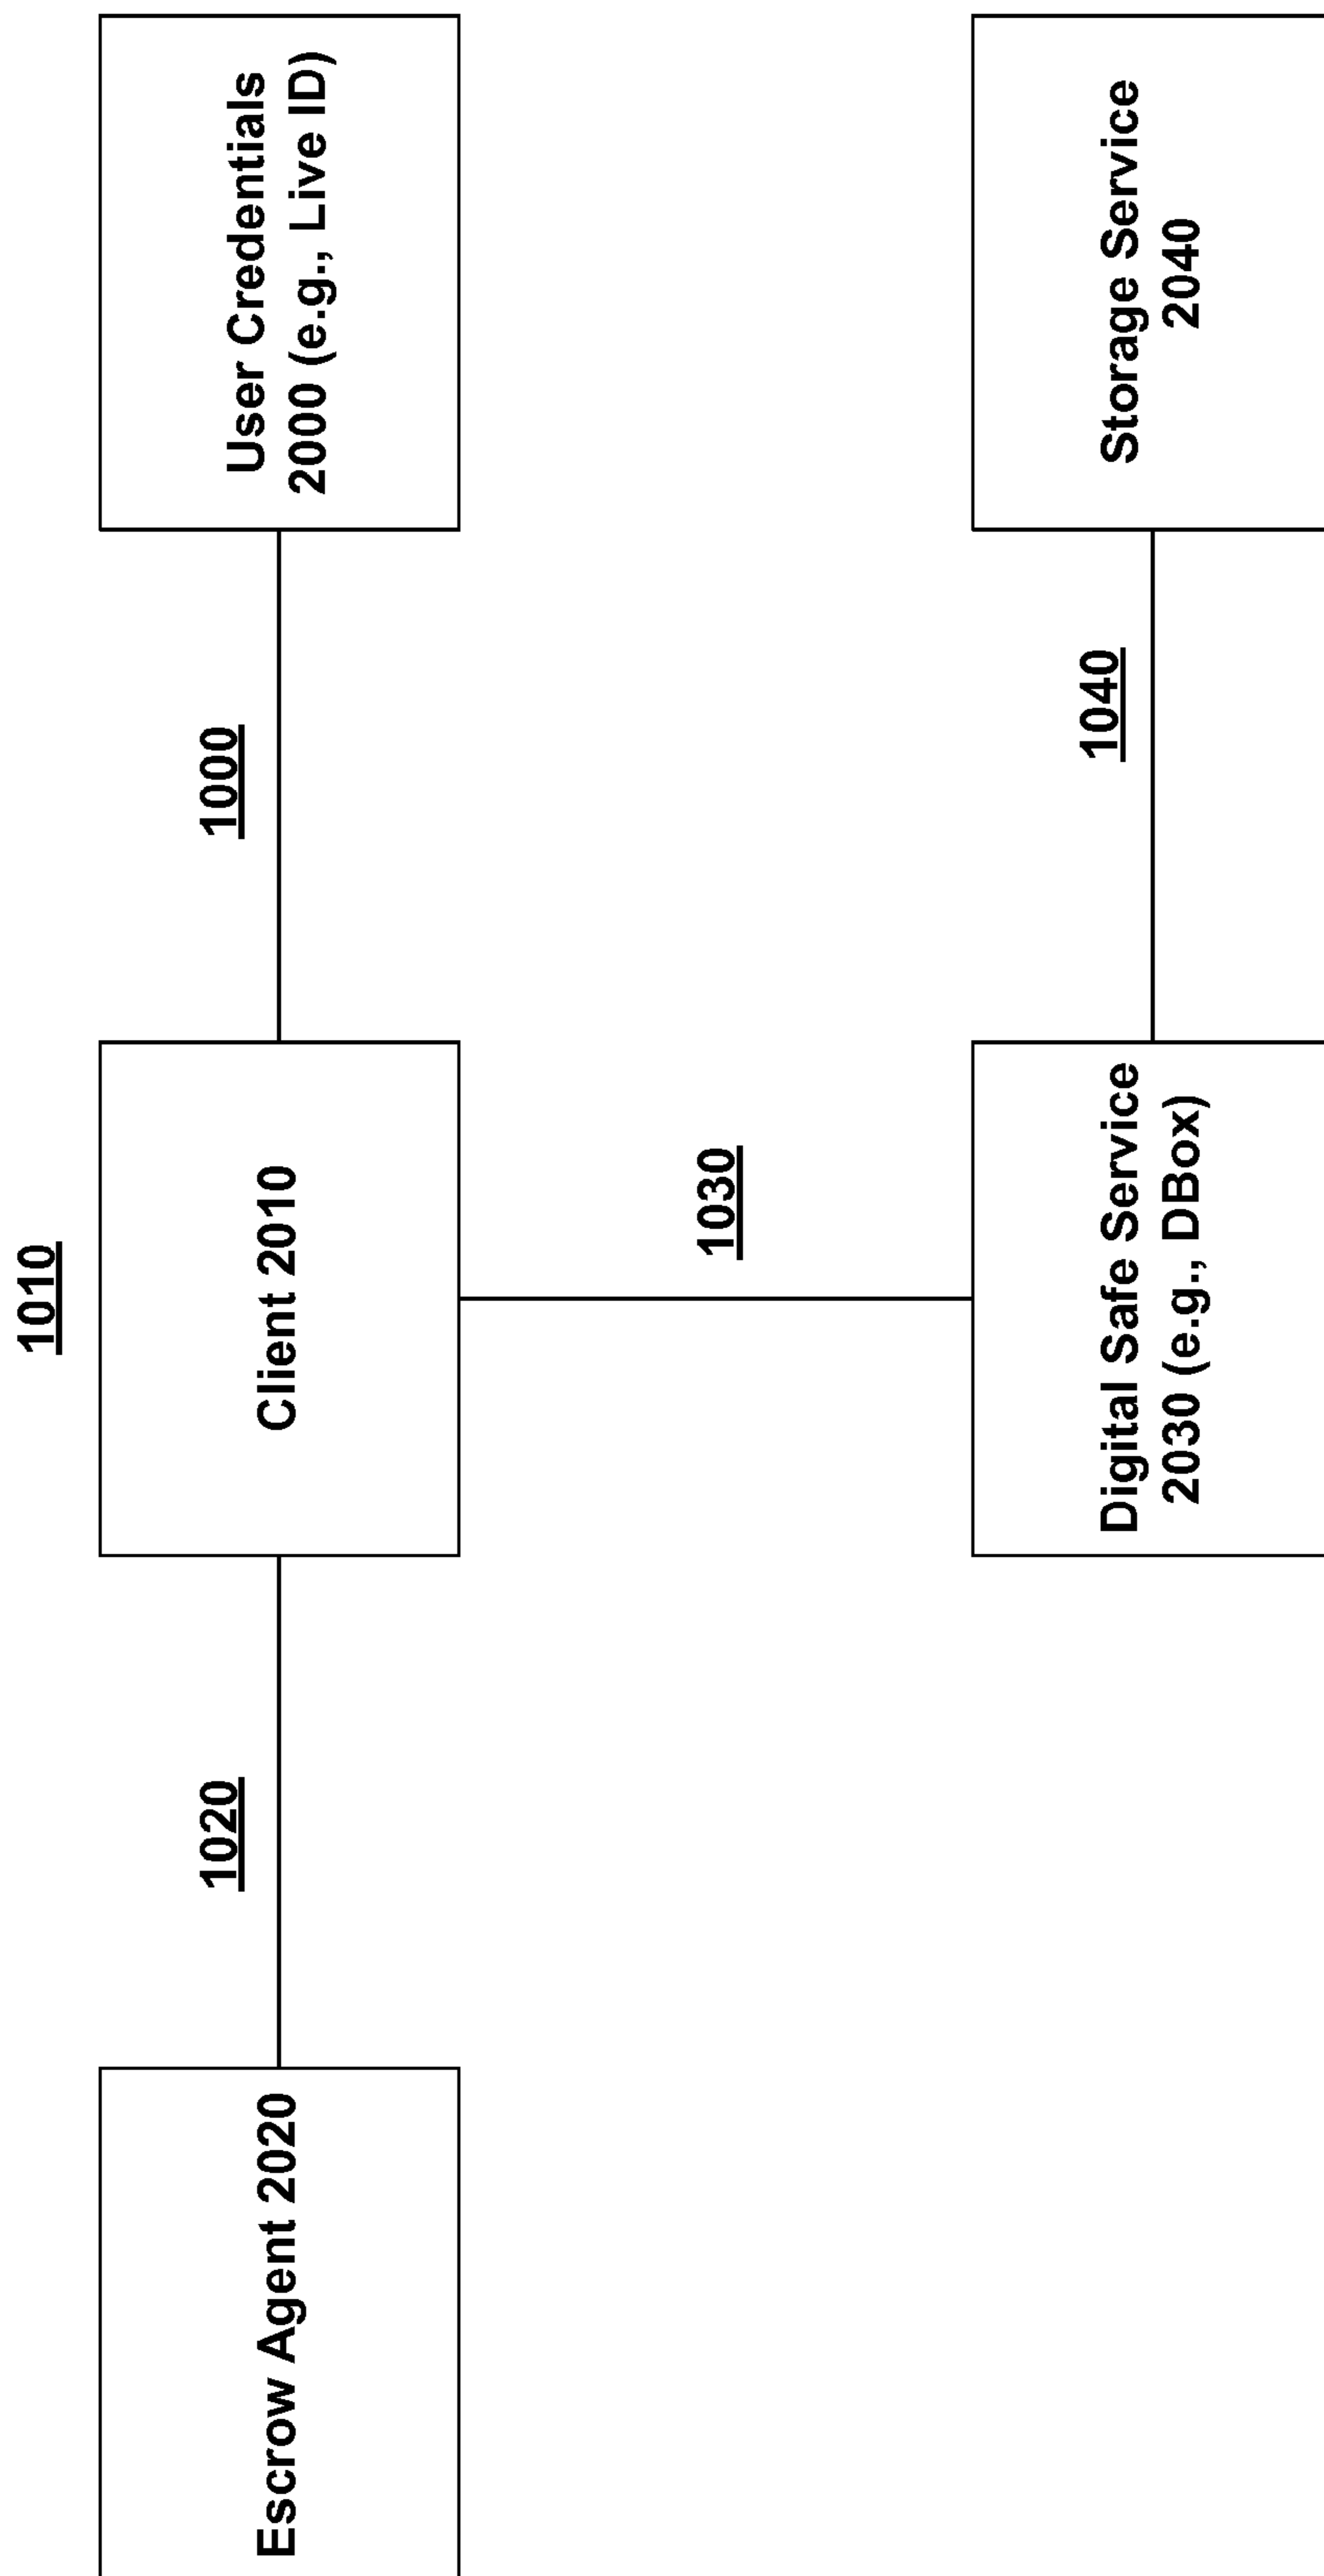 1010
Escrow Agent 2020
1020
Client 2010
1000
User Credentials
2000 (e.g., Live ID)
1030
Digital Safe Service
2030 (e.g., DBox)
1040
Storage Service
2040